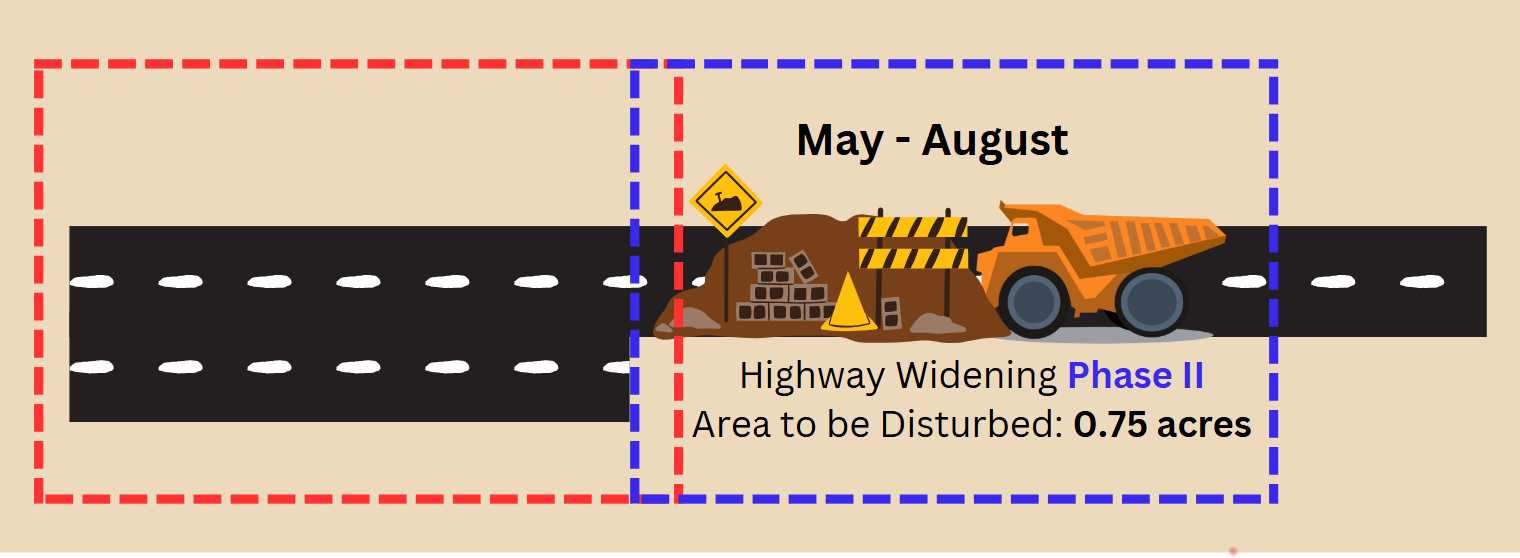 May - August
Highway Widening Phase II
Area to be Disturbed: 0.75 acres